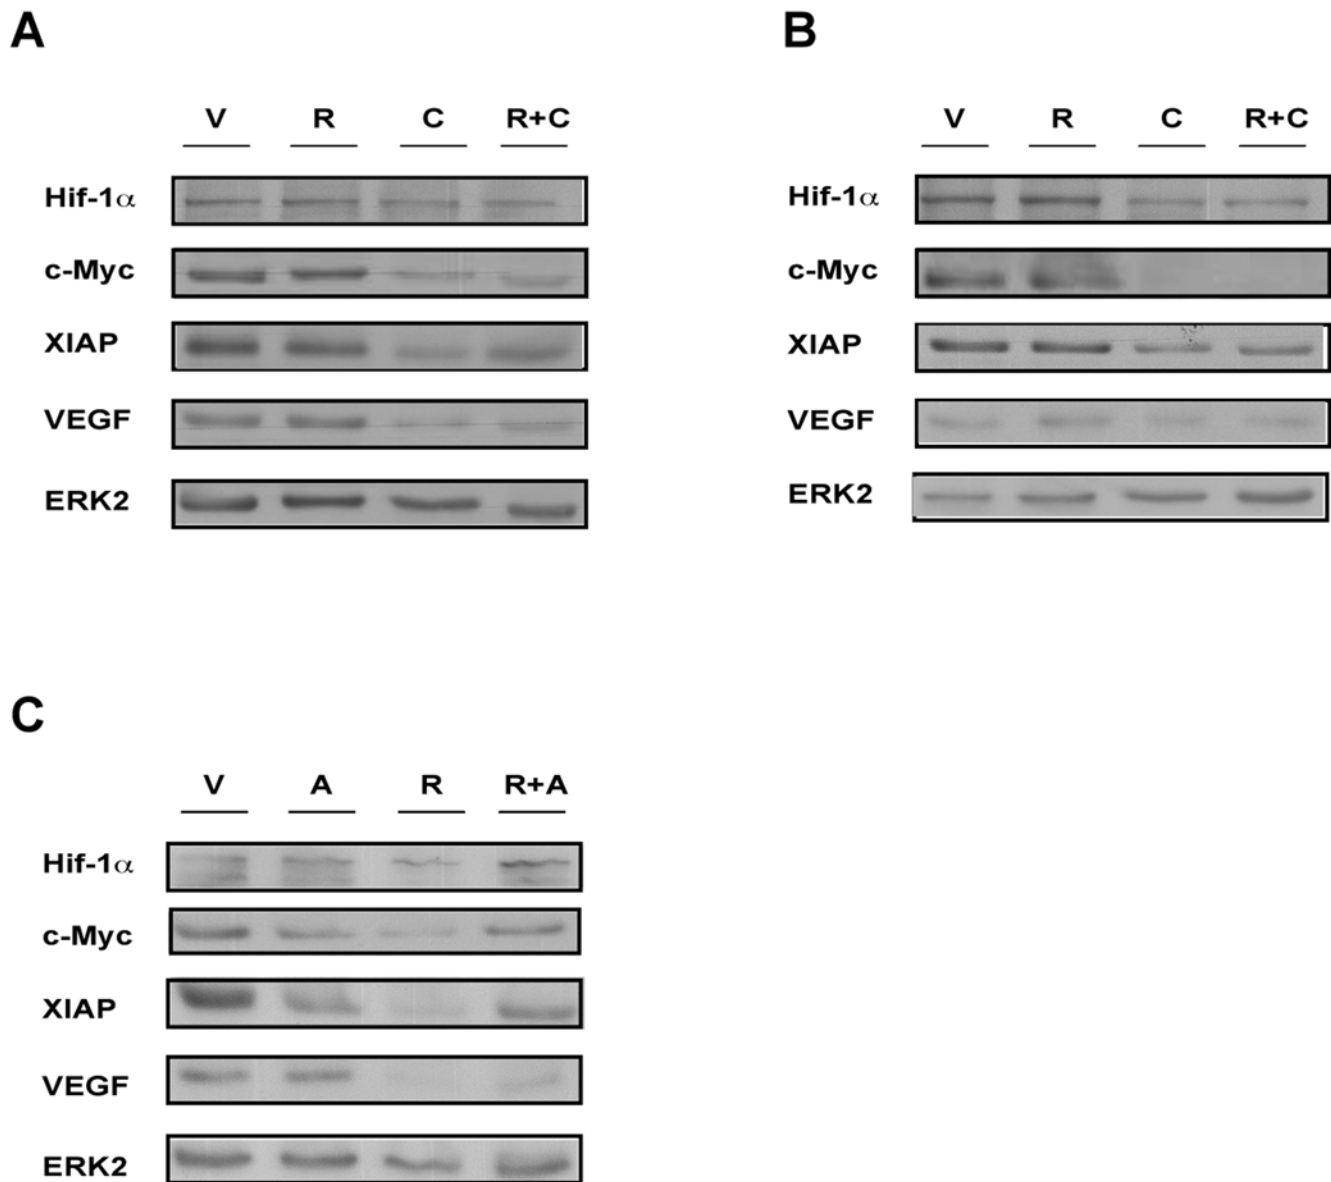 A
V R C R+C
Hif-1α
c-Myc
XIAP
VEGF
ERK2
B
V R C R+C
Hif-1α
c-Myc
XIAP
VEGF
ERK2
C
V A R R+A
Hif-1α
c-Myc
XIAP
VEGF
ERK2